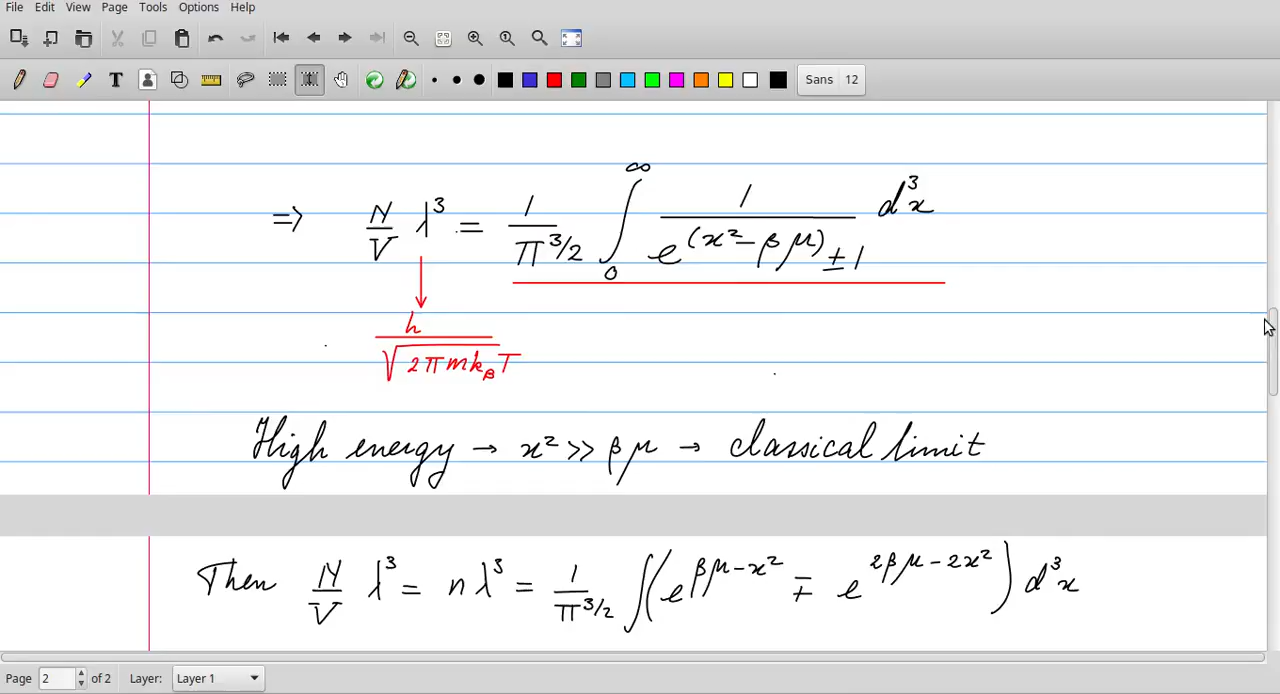 File Edit View Page Tools Options Help
Sans 12
=> N/V λ³ = 1/π^3/2 ∫₀^∞ 1/(e^(x²-βμ) ± 1) d³x
h/√2πmk_βT
High energy → x² >> βμ → classical limit
Then N/V λ³ = nλ³ = 1/π^3/2 ∫(e^βμ-x² ∓ e^2βμ-2x²) d³x
Page 2 of 2 Layer: Layer 1